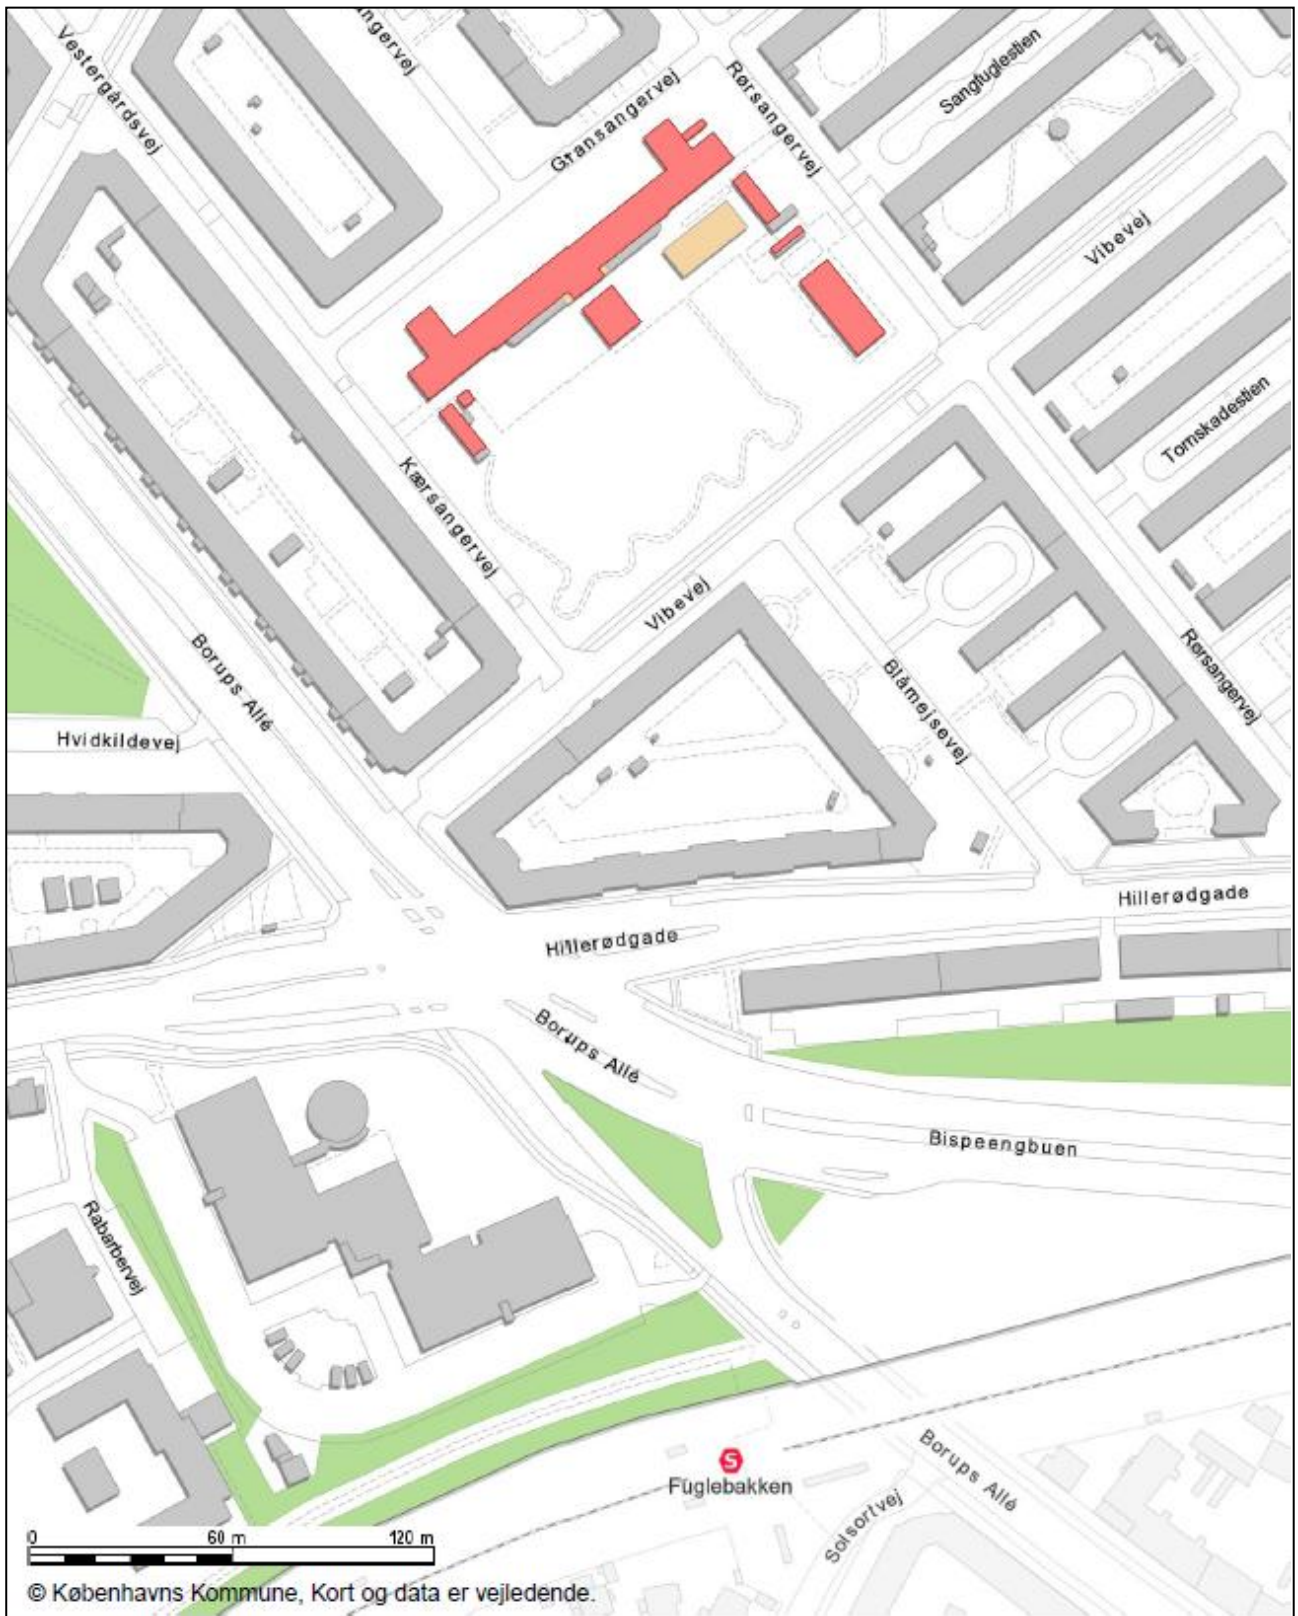 Vestergårdsvej
angervej
Gransangervej
Rørsangervej
Sangfuglestien
Vibevej
Tornskadestien
Kærsangervej
Vibevej
Borups Allé
Blåmejsevej
Rørsangervej
Hvidkildevej
Hillerødgade
Hillerødgade
Borups Allé
Bispeengbuen
Rabarbervej
S
Fuglebakken
Borups Allé
Solsortvej
0 60 m 120 m
© Københavns Kommune, Kort og data er vejledende.